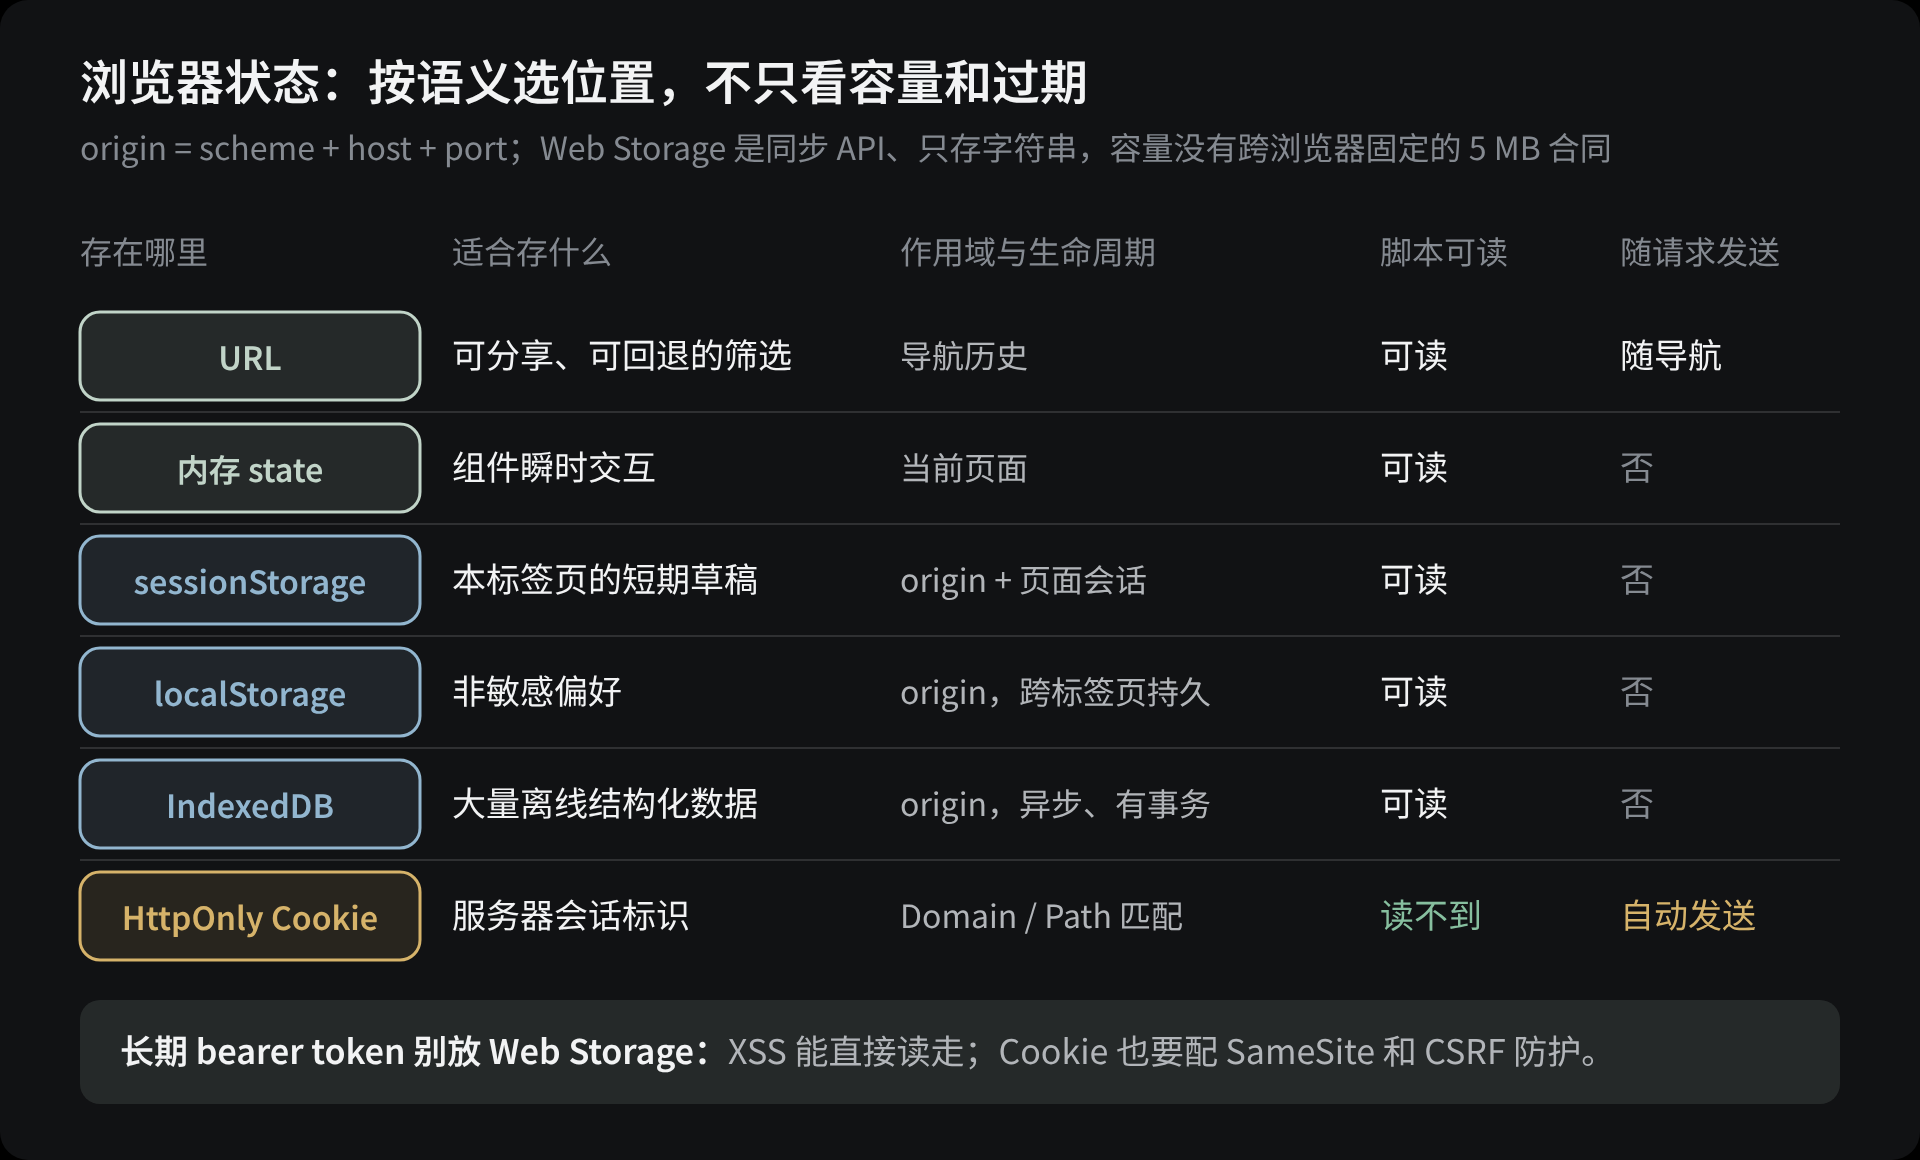 浏览器状态：按语义选位置，不只看容量和过期
origin = scheme + host + port；Web Storage 是同步 API、只存字符串，容量没有跨浏览器固定的 5 MB 合同
存在哪里 适合存什么 作用域与生命周期 脚本可读 随请求发送
URL 可分享、可回退的筛选 导航历史 可读 随导航
内存 state 组件瞬时交互 当前页面 可读 否
sessionStorage 本标签页的短期草稿 origin + 页面会话 可读 否
localStorage 非敏感偏好 origin，跨标签页持久 可读 否
IndexedDB 大量离线结构化数据 origin，异步、有事务 可读 否
HttpOnly Cookie 服务器会话标识 Domain / Path 匹配 读不到 自动发送
长期 bearer token 别放 Web Storage：XSS 能直接读走；Cookie 也要配 SameSite 和 CSRF 防护。